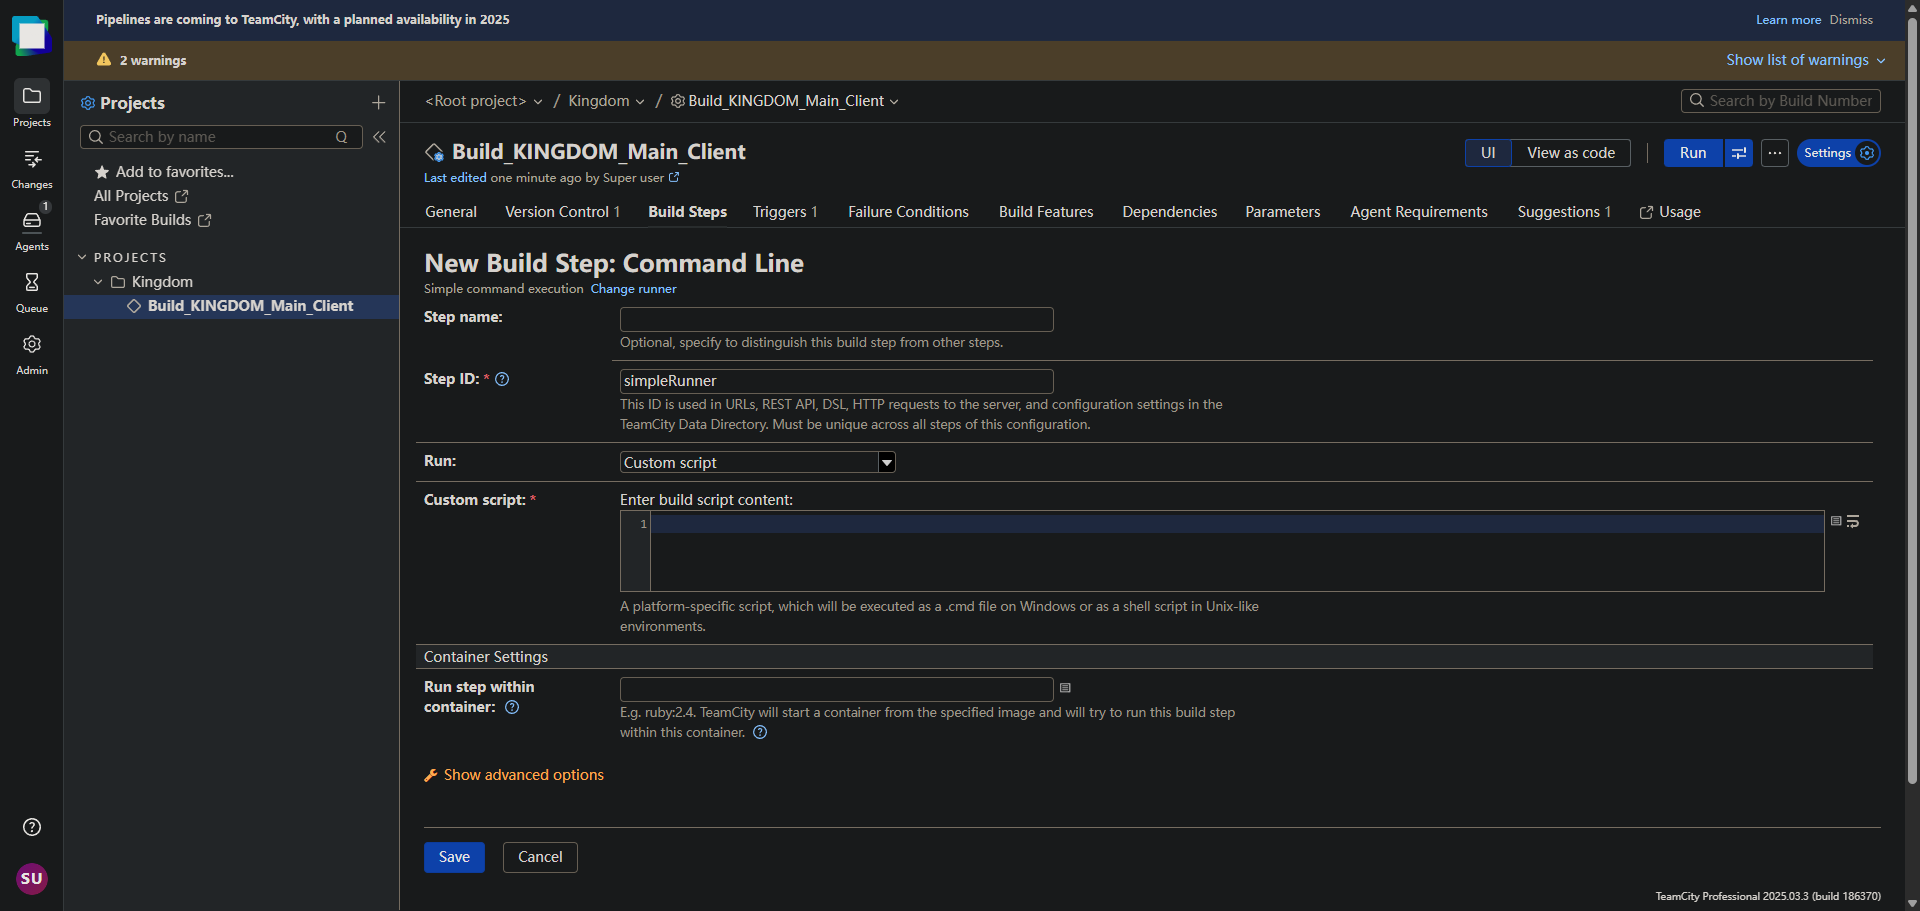 Pipelines are coming to TeamCity, with a planned availability in 2025
Learn more Dismiss
2 warnings
Show list of warnings
Projects
Changes
1
Agents
Queue
Admin
SU
Projects
Search by name
Q
Add to favorites...
All Projects
Favorite Builds
PROJECTS
Kingdom
Build_KINGDOM_Main_Client
<Root project> / Kingdom / Build_KINGDOM_Main_Client
Search by Build Number
Build_KINGDOM_Main_Client
UI View as code
Run ... Settings
Last edited one minute ago by Super user
General Version Control 1 Build Steps Triggers 1 Failure Conditions Build Features Dependencies Parameters Agent Requirements Suggestions 1 Usage
New Build Step: Command Line
Simple command execution Change runner
Step name:
Optional, specify to distinguish this build step from other steps.
Step ID: * ?
simpleRunner
This ID is used in URLs, REST API, DSL, HTTP requests to the server, and configuration settings in the
TeamCity Data Directory. Must be unique across all steps of this configuration.
Run:
Custom script
Custom script: *
Enter build script content:
1
A platform-specific script, which will be executed as a .cmd file on Windows or as a shell script in Unix-like
environments.
Container Settings
Run step within
container: ?
E.g. ruby:2.4. TeamCity will start a container from the specified image and will try to run this build step
within this container. ?
Show advanced options
Save Cancel
TeamCity Professional 2025.03.3 (build 186370)